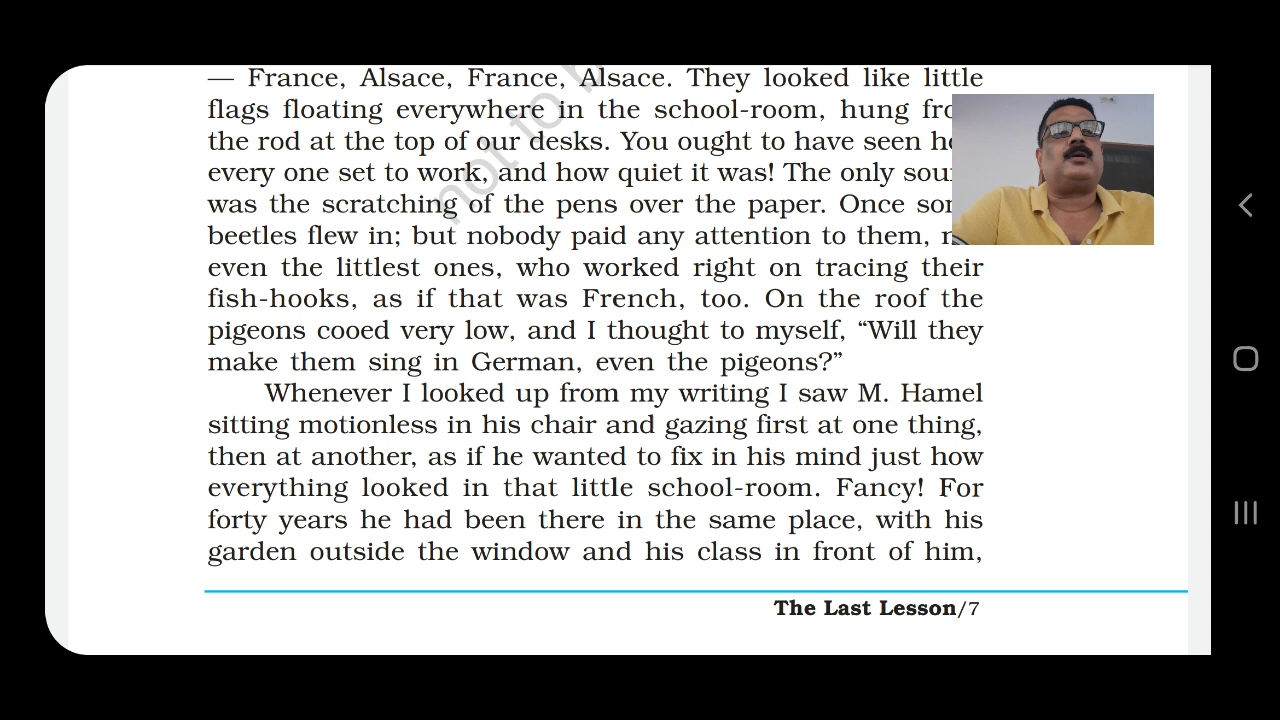 — France, Alsace, France, Alsace. They looked like little
flags floating everywhere in the school-room, hung
the rod at the top of our desks. You ought to have seen
every one set to work, and how quiet it was! The only
was the scratching of the pens over the paper. Once
beetles flew in; but nobody paid any attention to them,
even the littlest ones, who worked right on tracing their
fish-hooks, as if that was French, too. On the roof the
pigeons cooed very low, and I thought to myself, “Will they
make them sing in German, even the pigeons?”
Whenever I looked up from my writing I saw M. Hamel
sitting motionless in his chair and gazing first at one thing,
then at another, as if he wanted to fix in his mind just how
everything looked in that little school-room. Fancy! For
forty years he had been there in the same place, with his
garden outside the window and his class in front of him,
The Last Lesson/7
not to